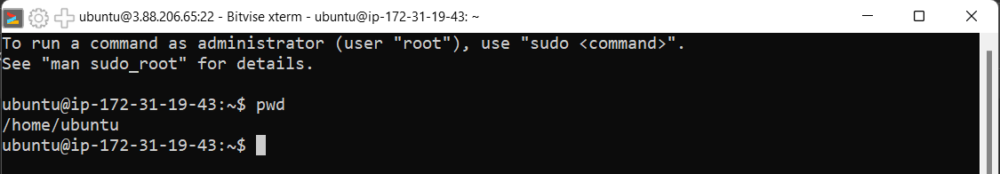 ubuntu@3.88.206.65:22 - Bitvise xterm - ubuntu@ip-172-31-19-43: ~
To run a command as administrator (user "root"), use "sudo <command>".
See "man sudo_root" for details.
ubuntu@ip-172-31-19-43:~$ pwd
/home/ubuntu
ubuntu@ip-172-31-19-43:~$